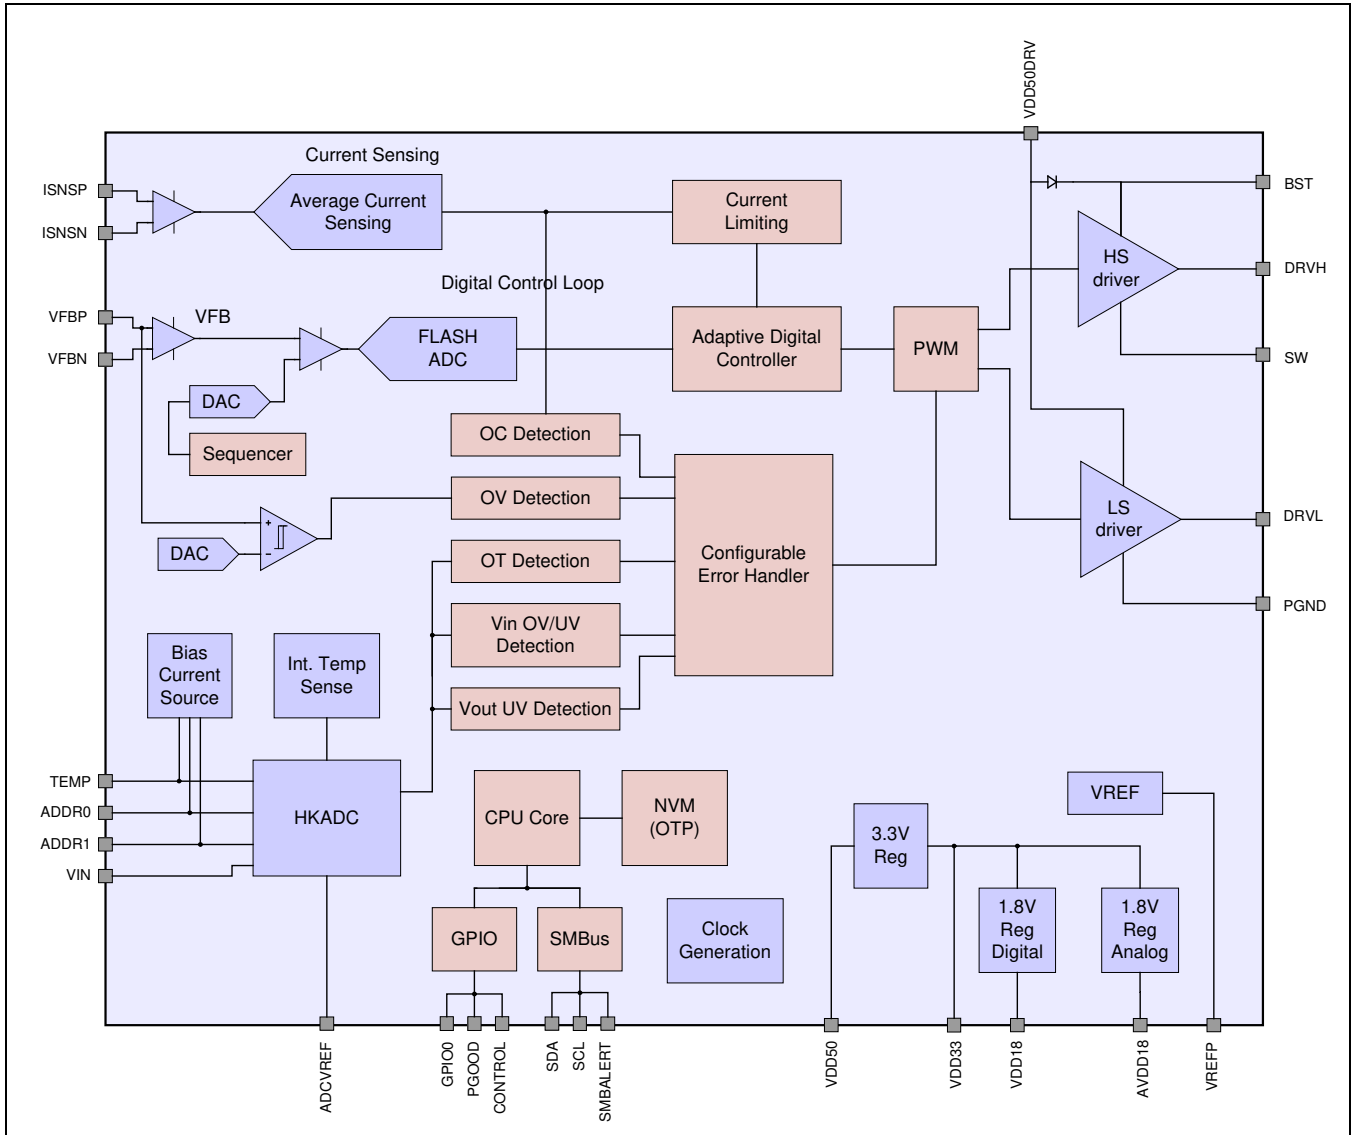 VDD50DRV
Current Sensing
ISNSP
ISNSN
Average Current
Sensing
Current
Limiting
BST
HS
driver
DRVH
SW
Digital Control Loop
VFBP
VFBN
VFB
FLASH
ADC
Adaptive Digital
Controller
PWM
DAC
Sequencer
OC Detection
OV Detection
+
-
DAC
OT Detection
Vin OV/UV
Detection
Vout UV Detection
Configurable
Error Handler
LS
driver
DRVL
PGND
Bias
Current
Source
Int. Temp
Sense
TEMP
ADDR0
ADDR1
VIN
HKADC
CPU Core
NVM
(OTP)
VREF
3.3V
Reg
GPIO
SMBus
Clock
Generation
1.8V
Reg
Digital
1.8V
Reg
Analog
ADCVREF
GPIO0
PGOOD
CONTROL
SDA
SCL
SMBALERT
VDD50
VDD33
VDD18
AVDD18
VREFP